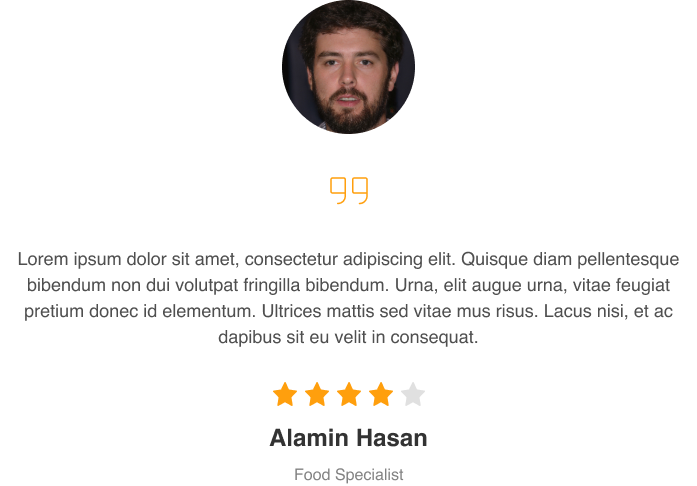 Lorem ipsum dolor sit amet, consectetur adipiscing elit. Quisque diam pellentesque
bibendum non dui volutpat fringilla bibendum. Urna, elit augue urna, vitae feugiat
pretium donec id elementum. Ultrices mattis sed vitae mus risus. Lacus nisi, et ac
dapibus sit eu velit in consequat.
Alamin Hasan
Food Specialist